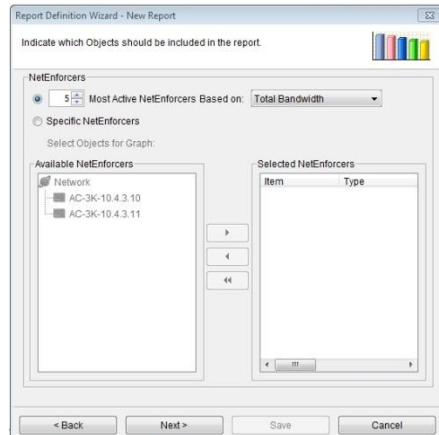 Report Definition Wizard - New Report
Indicate which Objects should be included in the report.
NetEnforcers
5 Most Active NetEnforcers Based on: Total Bandwidth
Specific NetEnforcers
Select Objects for Graph:
Available NetEnforcers
Network
AC-3K-10.4.3.10
AC-3K-10.4.3.11
Selected NetEnforcers
Item Type
< Back Next > Save Cancel